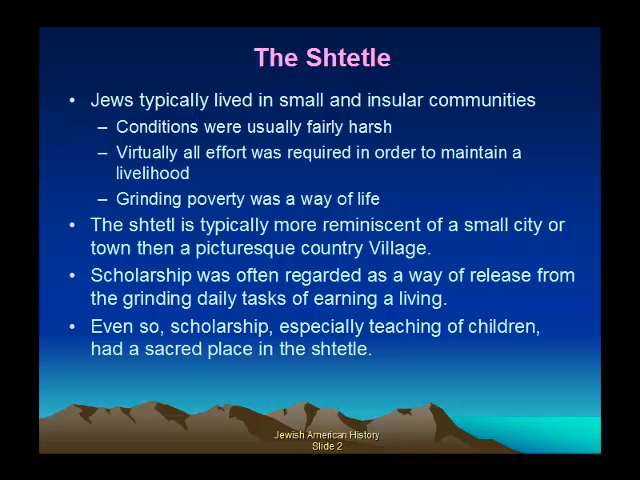 The Shtetle
• Jews typically lived in small and insular communities
– Conditions were usually fairly harsh
– Virtually all effort was required in order to maintain a
livelihood
– Grinding poverty was a way of life
• The shtetl is typically more reminiscent of a small city or
town then a picturesque country Village.
• Scholarship was often regarded as a way of release from
the grinding daily tasks of earning a living.
• Even so, scholarship, especially teaching of children,
had a sacred place in the shtetle.
Jewish American History
Slide 2